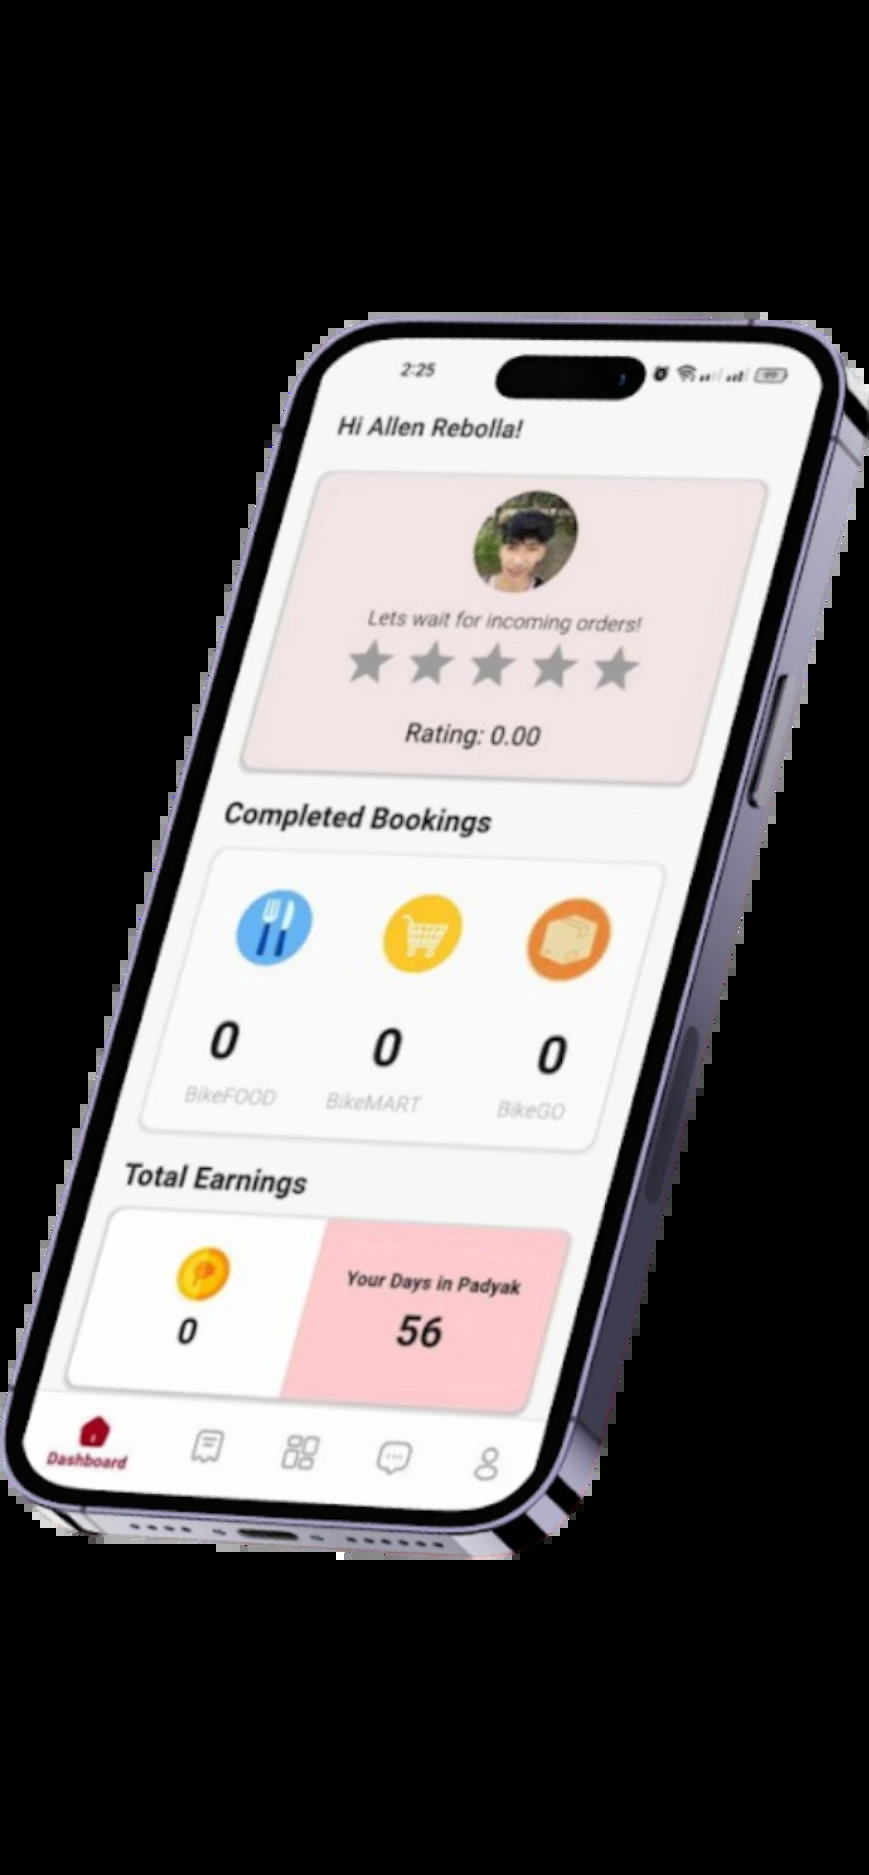 2:25
99
Hi Allen Rebolla!
Lets wait for incoming orders!
Rating: 0.00
Completed Bookings
0 0 0
BikeFOOD BikeMART BikeGO
Total Earnings
Your Days in Padyak
0 56
Dashboard